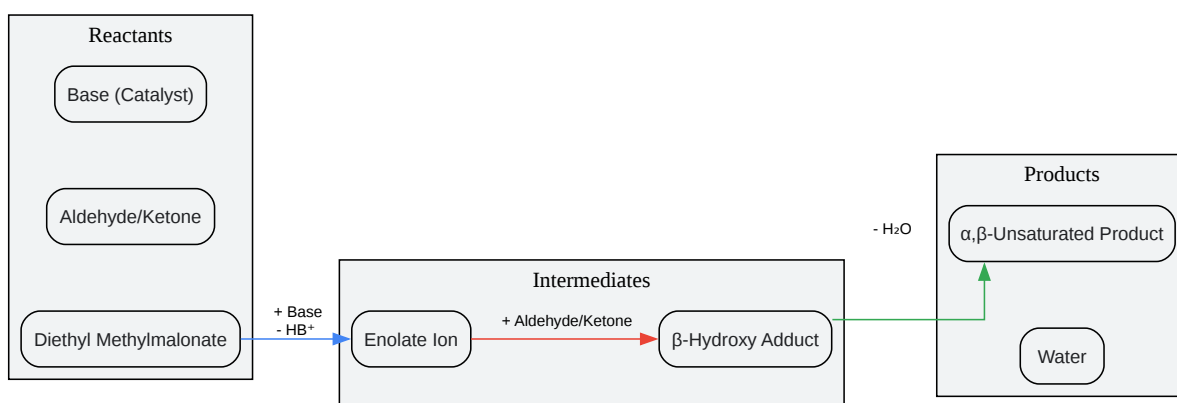 Reactants
Base (Catalyst)
Aldehyde/Ketone
Diethyl Methylmalonate
+ Base
- HB⁺
Intermediates
Enolate Ion
+ Aldehyde/Ketone
β-Hydroxy Adduct
- H₂O
Products
α,β-Unsaturated Product
Water